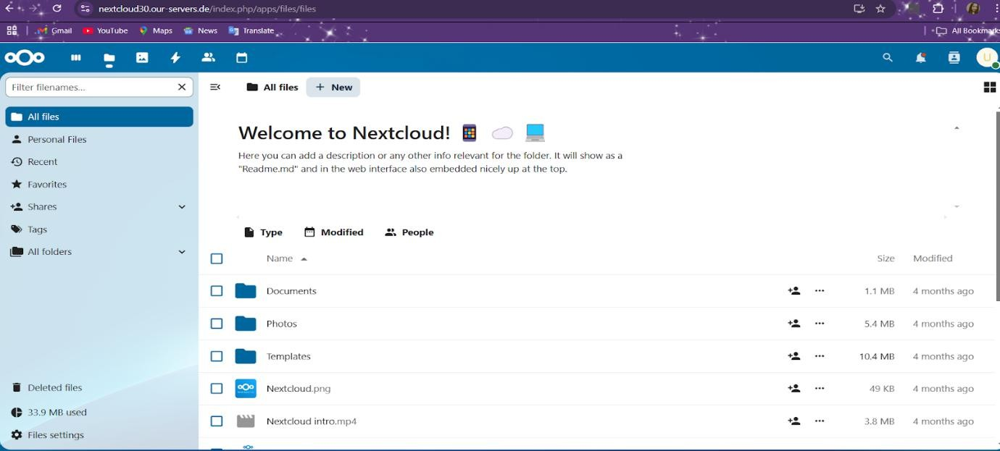 nextcloud30.our-servers.de/index.php/apps/files/files
Gmail YouTube Maps News Translate All Bookmarks
U
Filter filenames... All files New
All files
Personal Files
Recent
Favorites
Shares
Tags
All folders
Deleted files
33.9 MB used
Files settings
Welcome to Nextcloud!
Here you can add a description or any other info relevant for the folder. It will show as a
"Readme.md" and in the web interface also embedded nicely up at the top.
Type Modified People
Name Size Modified
Documents 1.1 MB 4 months ago
Photos 5.4 MB 4 months ago
Templates 10.4 MB 4 months ago
Nextcloud.png 49 KB 4 months ago
Nextcloud intro.mp4 3.8 MB 4 months ago